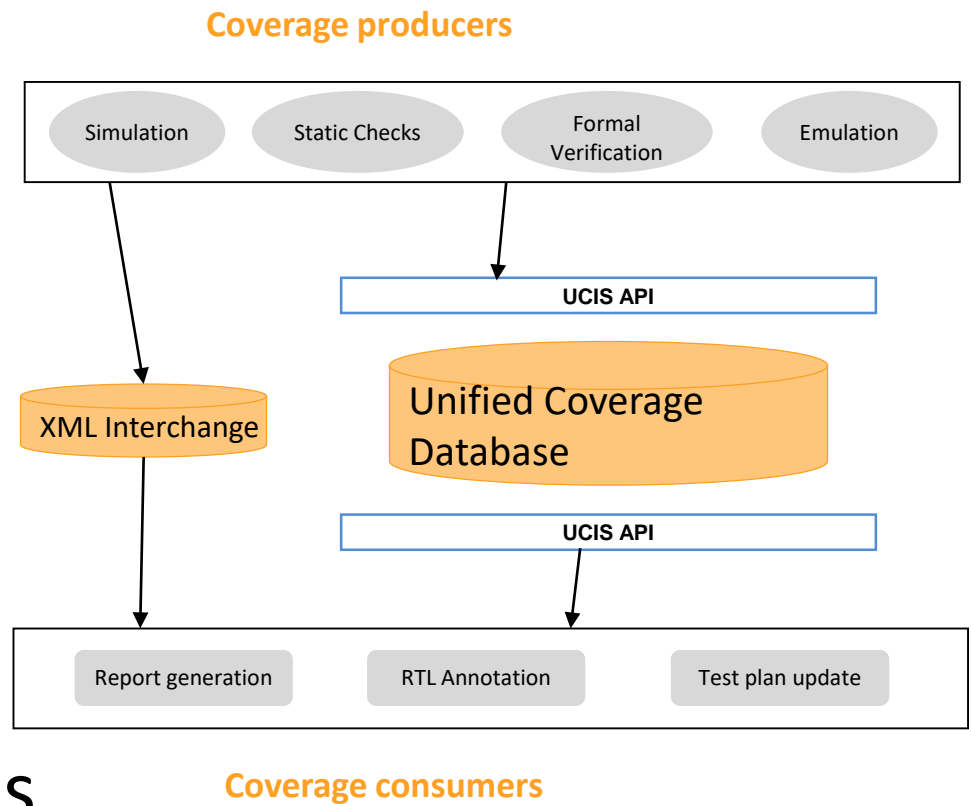 Coverage producers
Simulation
Static Checks
Formal
Verification
Emulation
UCIS API
XML Interchange
Unified Coverage
Database
UCIS API
Report generation
RTL Annotation
Test plan update
Coverage consumers
s